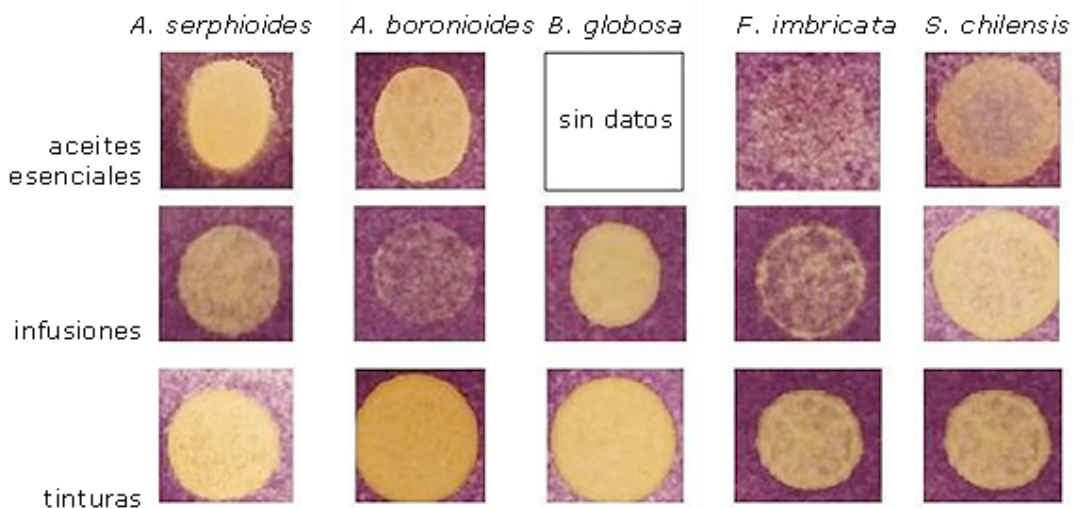 A. serphioides A. boronioides B. globosa F. imbricata S. chilensis
sin datos
aceites
esenciales
infusiones
tinturas